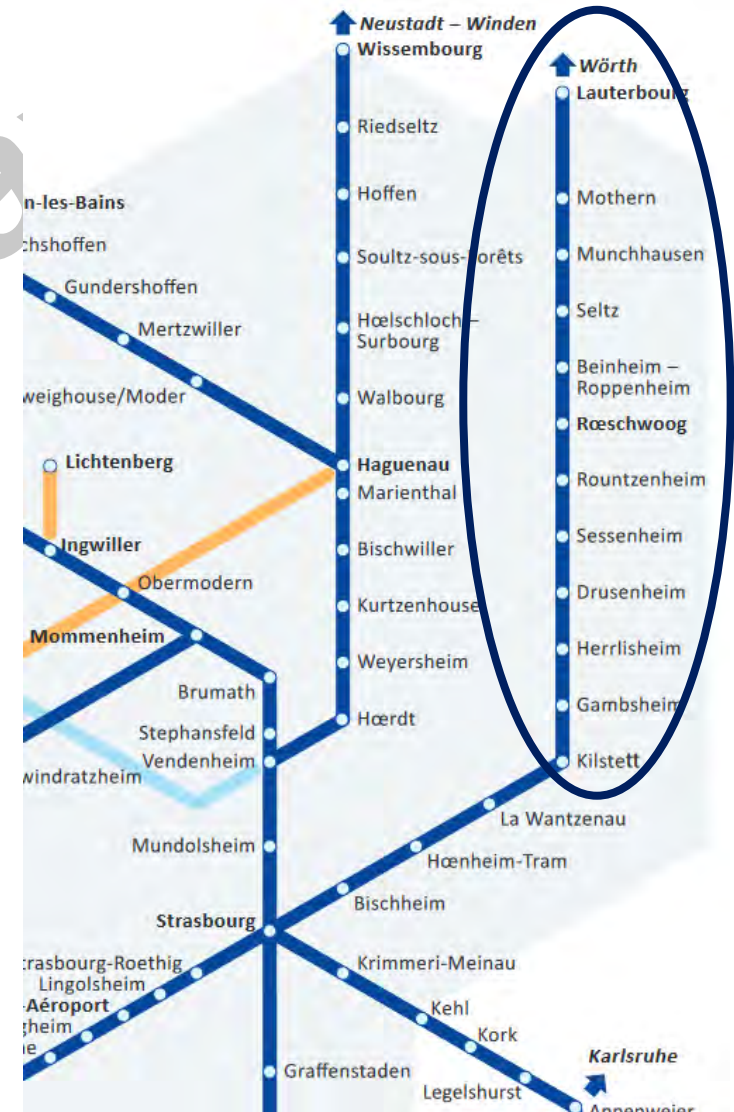 Neustadt – Winden
Wissembourg
Wörth
Lauterbourg
Riedseltz
Hoffen
Mothern
n-les-Bains
chshoffen
Soultz-sous-Forêts
Munchhausen
Gundershoffen
Mertzwiller
Hœlschloch –
Surbourg
Seltz
Beinheim –
Roppenheim
weighouse/Moder
Walbourg
Rœschwoog
Lichtenberg
Haguenau
Marienthal
Rountzenheim
Ingwiller
Bischwiller
Sessenheim
Obermodern
Kurtzenhouse
Drusenheim
Mommenheim
Weyersheim
Herrlisheim
Brumath
Hœrdt
Gambsheim
Stephansfeld
Vendenheim
Kilstett
windratzheim
La Wantzenau
Mundolsheim
Hœnheim-Tram
Bischheim
Strasbourg
trasbourg-Roethig
Lingolsheim
-Aéroport
gheim
ne
Krimmeri-Meinau
Kehl
Kork
Karlsruhe
Graffenstaden
Legelshurst
Appenweier